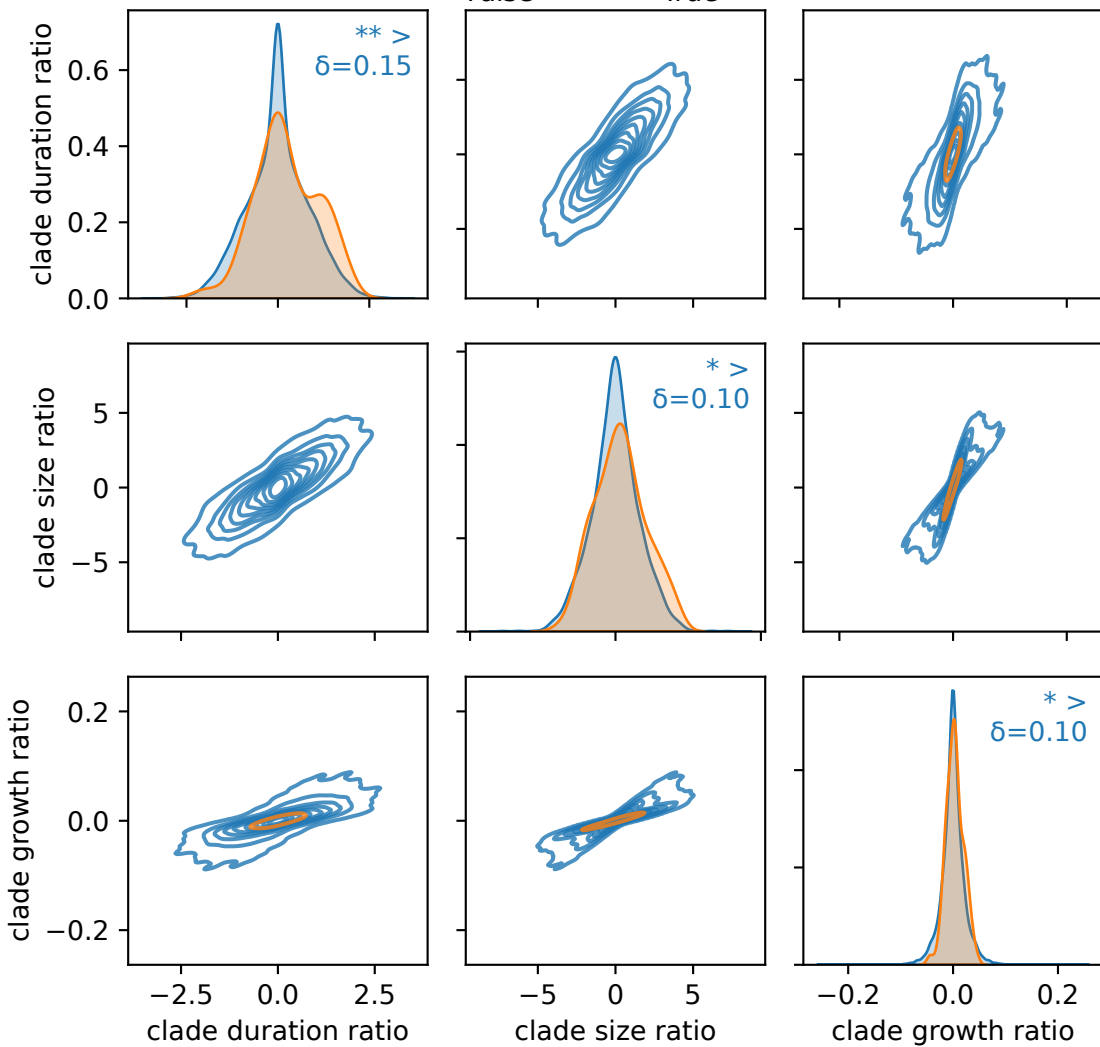 False True
clade duration ratio
0.6
0.4
0.2
0.0
** >
δ=0.15
clade size ratio
5
0
−5
* >
δ=0.10
clade growth ratio
0.2
0.0
−0.2
* >
δ=0.10
−2.5 0.0 2.5
−5 0 5
−0.2 0.0 0.2
clade duration ratio
clade size ratio
clade growth ratio